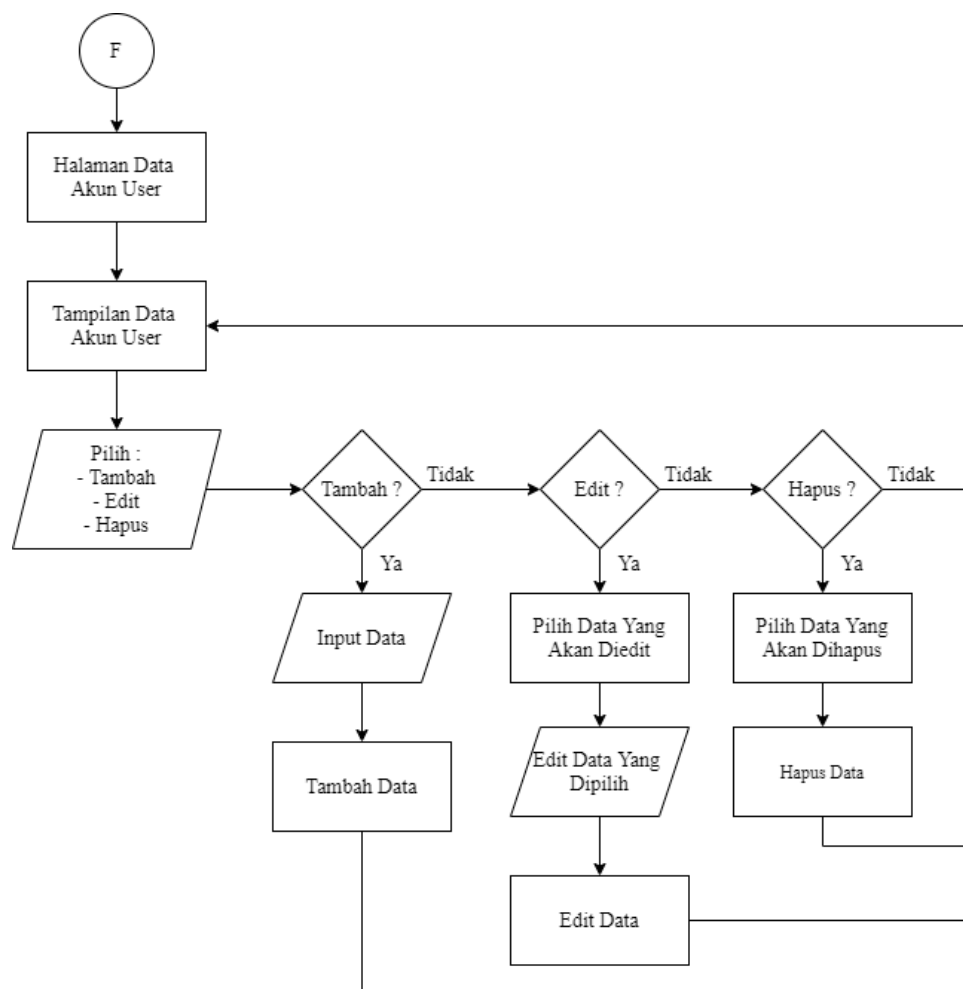 F
Halaman Data
Akun User
Tampilan Data
Akun User
Pilih :
- Tambah
- Edit
- Hapus
Tambah ?
Tidak
Edit ?
Tidak
Hapus ?
Tidak
Ya
Ya
Ya
Input Data
Pilih Data Yang
Akan Diedit
Pilih Data Yang
Akan Dihapus
Tambah Data
Edit Data Yang
Dipilih
Hapus Data
Edit Data